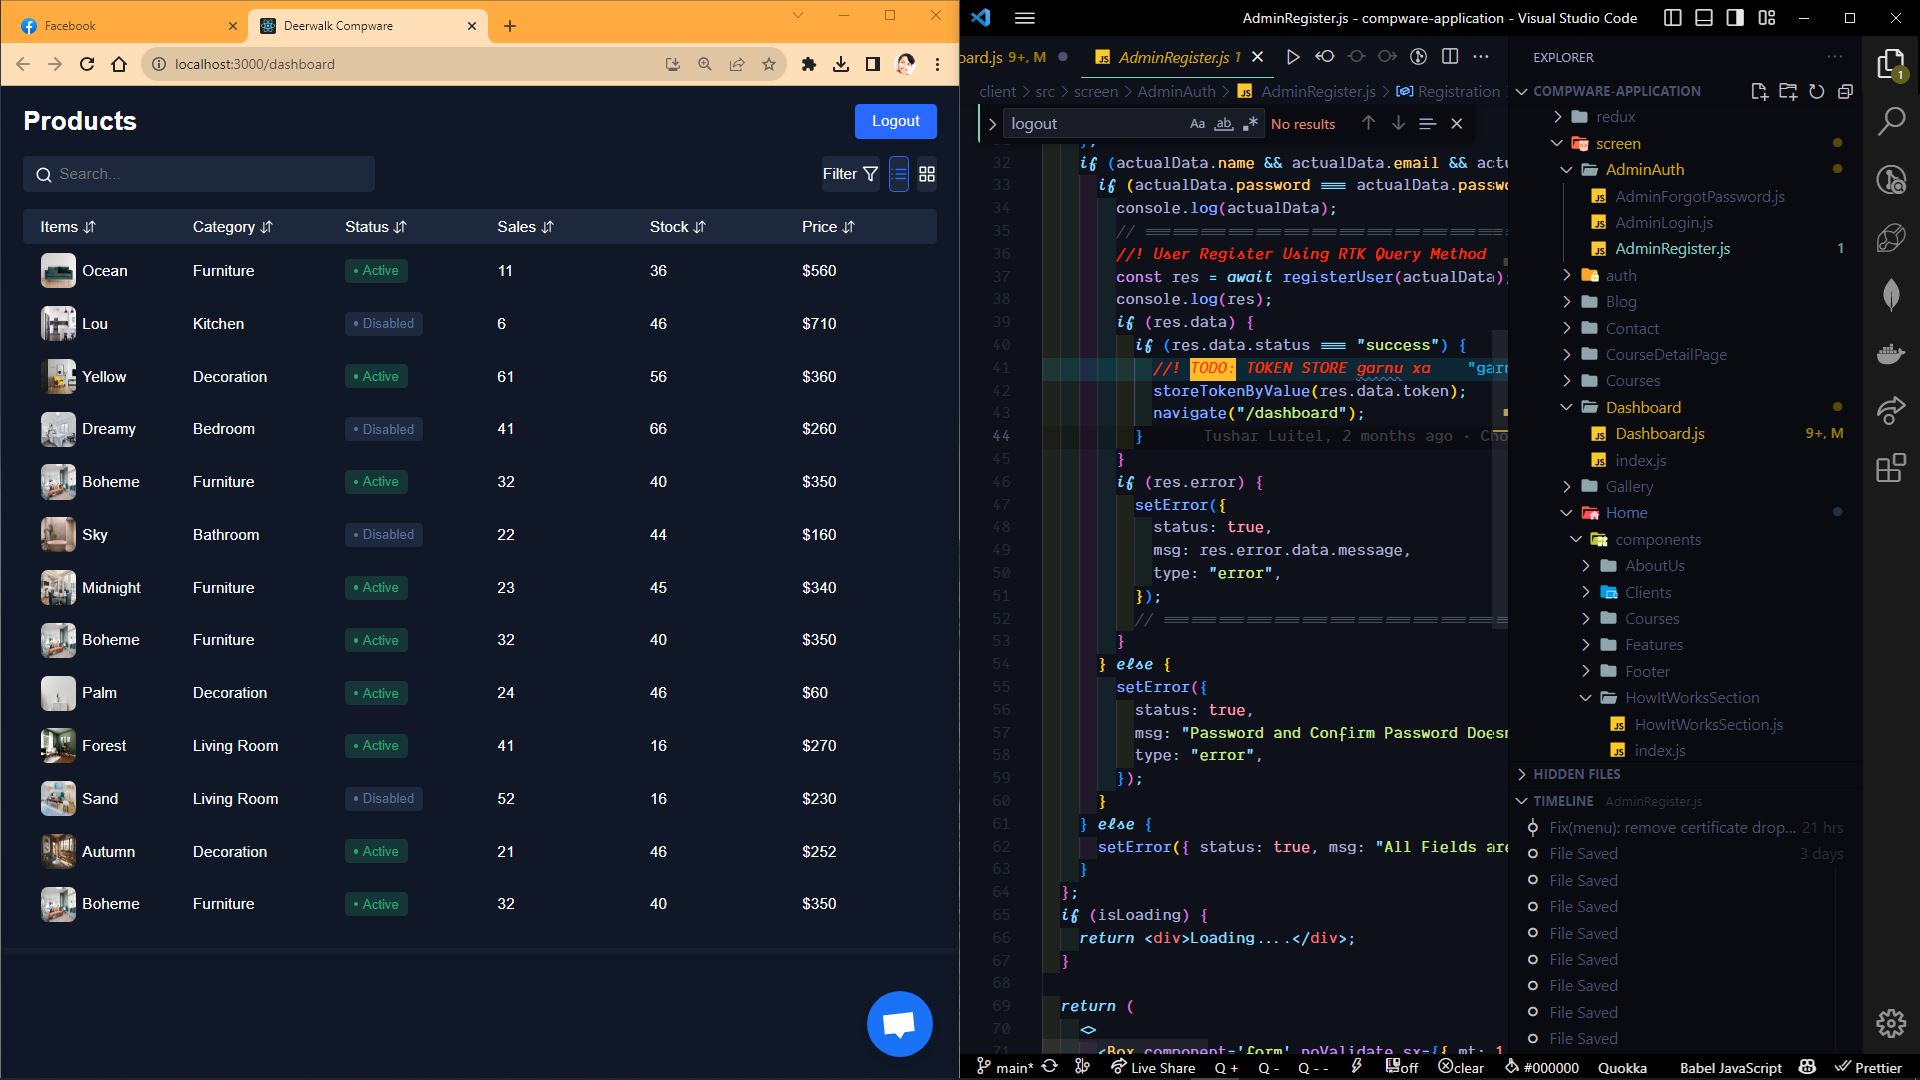 Facebook
Deerwalk Compware
localhost:3000/dashboard
Products
Logout
Search...
Filter
Items
Category
Status
Sales
Stock
Price
Ocean Furniture • Active 11 36 $560
Lou Kitchen • Disabled 6 46 $710
Yellow Decoration • Active 61 56 $360
Dreamy Bedroom • Disabled 41 66 $260
Boheme Furniture • Active 32 40 $350
Sky Bathroom • Disabled 22 44 $160
Midnight Furniture • Active 23 45 $340
Boheme Furniture • Active 32 40 $350
Palm Decoration • Active 24 46 $60
Forest Living Room • Active 41 16 $270
Sand Living Room • Disabled 52 16 $230
Autumn Decoration • Active 21 46 $252
Boheme Furniture • Active 32 40 $350
AdminRegister.js - compware-application - Visual Studio Code
oard.js 9+, M
JS AdminRegister.js 1
client > src > screen > AdminAuth > JS AdminRegister.js > Registration
logout
Aa ab
No results
32 if (actualData.name && actualData.email && actu
33 if (actualData.password === actualData.passwo
34 console.log(actualData);
35 // ========================================
36 //! User Register Using RTK Query Method
37 const res = await registerUser(actualData);
38 console.log(res);
39 if (res.data) {
40 if (res.data.status === "success") {
41 //! TODO: TOKEN STORE garnu xa "garn
42 storeTokenByValue(res.data.token);
43 navigate("/dashboard");
44 } Tushar Luitel, 2 months ago • Cho
45 }
46 if (res.error) {
47 setError({
48 status: true,
49 msg: res.error.data.message,
50 type: "error",
51 });
52 // ======================================
53 }
54 } else {
55 setError({
56 status: true,
57 msg: "Password and Confirm Password Doesn
58 type: "error",
59 });
60 }
61 } else {
62 setError({ status: true, msg: "All Fields are
63 }
64 };
65 if (isLoading) {
66 return <div>Loading....</div>;
67 }
68
69 return (
70 <>
71 <Box component='form' noValidate sx={{ mt: 1
EXPLORER
COMPWARE-APPLICATION
redux
screen
AdminAuth
JS AdminForgotPassword.js
JS AdminLogin.js
JS AdminRegister.js 1
auth
Blog
Contact
CourseDetailPage
Courses
Dashboard
JS Dashboard.js 9+, M
JS index.js
Gallery
Home
components
AboutUs
Clients
Courses
Features
Footer
HowItWorksSection
JS HowItWorksSection.js
JS index.js
HIDDEN FILES
TIMELINE AdminRegister.js
Fix(menu): remove certificate drop... 21 hrs
File Saved 3 days
File Saved
File Saved
File Saved
File Saved
File Saved
File Saved
File Saved
1
main*
Live Share
Q +
Q -
Q - -
off
clear
#000000
Quokka
Babel JavaScript
Prettier